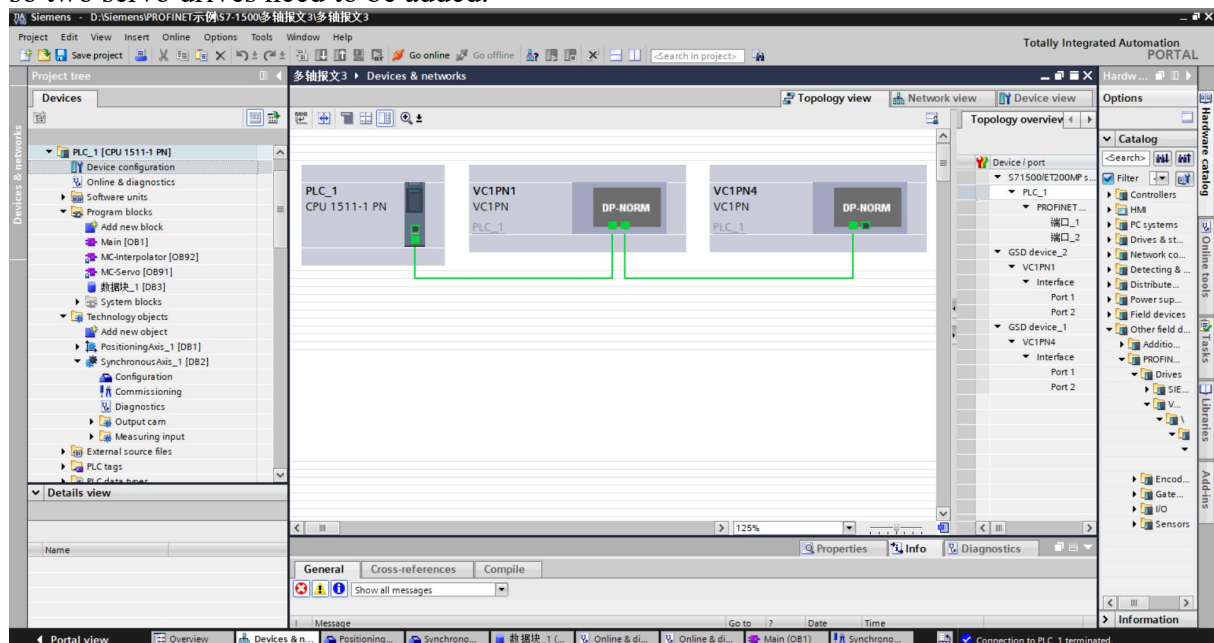 so two servo drives need to be added.
Siemens - D:\Siemens\PROFINET示例\S7-1500\多轴报文3\多轴报文3
Project Edit View Insert Online Options Tools Window Help
Totally Integrated Automation
PORTAL
Save project
Go online
Go offline
<Search in project>
Project tree
多轴报文3 ▸ Devices & networks
Hardw...
Devices
Topology view
Network view
Device view
Options
Topology overview
Catalog
<Search>
Filter
PLC_1 [CPU 1511-1 PN]
Device configuration
Online & diagnostics
Software units
Program blocks
Add new block
Main [OB1]
MC-Interpolator [OB92]
MC-Servo [OB91]
数据块_1 [DB3]
System blocks
Technology objects
Add new object
PositioningAxis_1 [DB1]
SynchronousAxis_1 [DB2]
Configuration
Commissioning
Diagnostics
Output cam
Measuring input
External source files
PLC tags
PLC data types
Details view
Name
PLC_1
CPU 1511-1 PN
VC1PN1
VC1PN
PLC_1
DP-NORM
VC1PN4
VC1PN
PLC_1
DP-NORM
Device / port
S71500/ET200MP s...
PLC_1
PROFINET ...
端口_1
端口_2
GSD device_2
VC1PN1
Interface
Port 1
Port 2
GSD device_1
VC1PN4
Interface
Port 1
Port 2
Controllers
HMI
PC systems
Drives & st...
Network co...
Detecting & ...
Distribute...
Power sup...
Field devices
Other field d...
Additio...
PROFIN...
Drives
SIE...
V...
Encod...
Gate...
I/O
Sensors
Information
Devices & networks
Hardware catalog
Online tools
Tasks
Libraries
Add-ins
125%
Properties
Info
Diagnostics
General
Cross-references
Compile
Show all messages
! Message Go to ? Date Time
Portal view
Overview
Devices & n...
Positioning...
Synchrono...
数据块_1 (...
Online & di...
Online & di...
Main (OB1)
Synchrono...
Connection to PLC_1 terminated